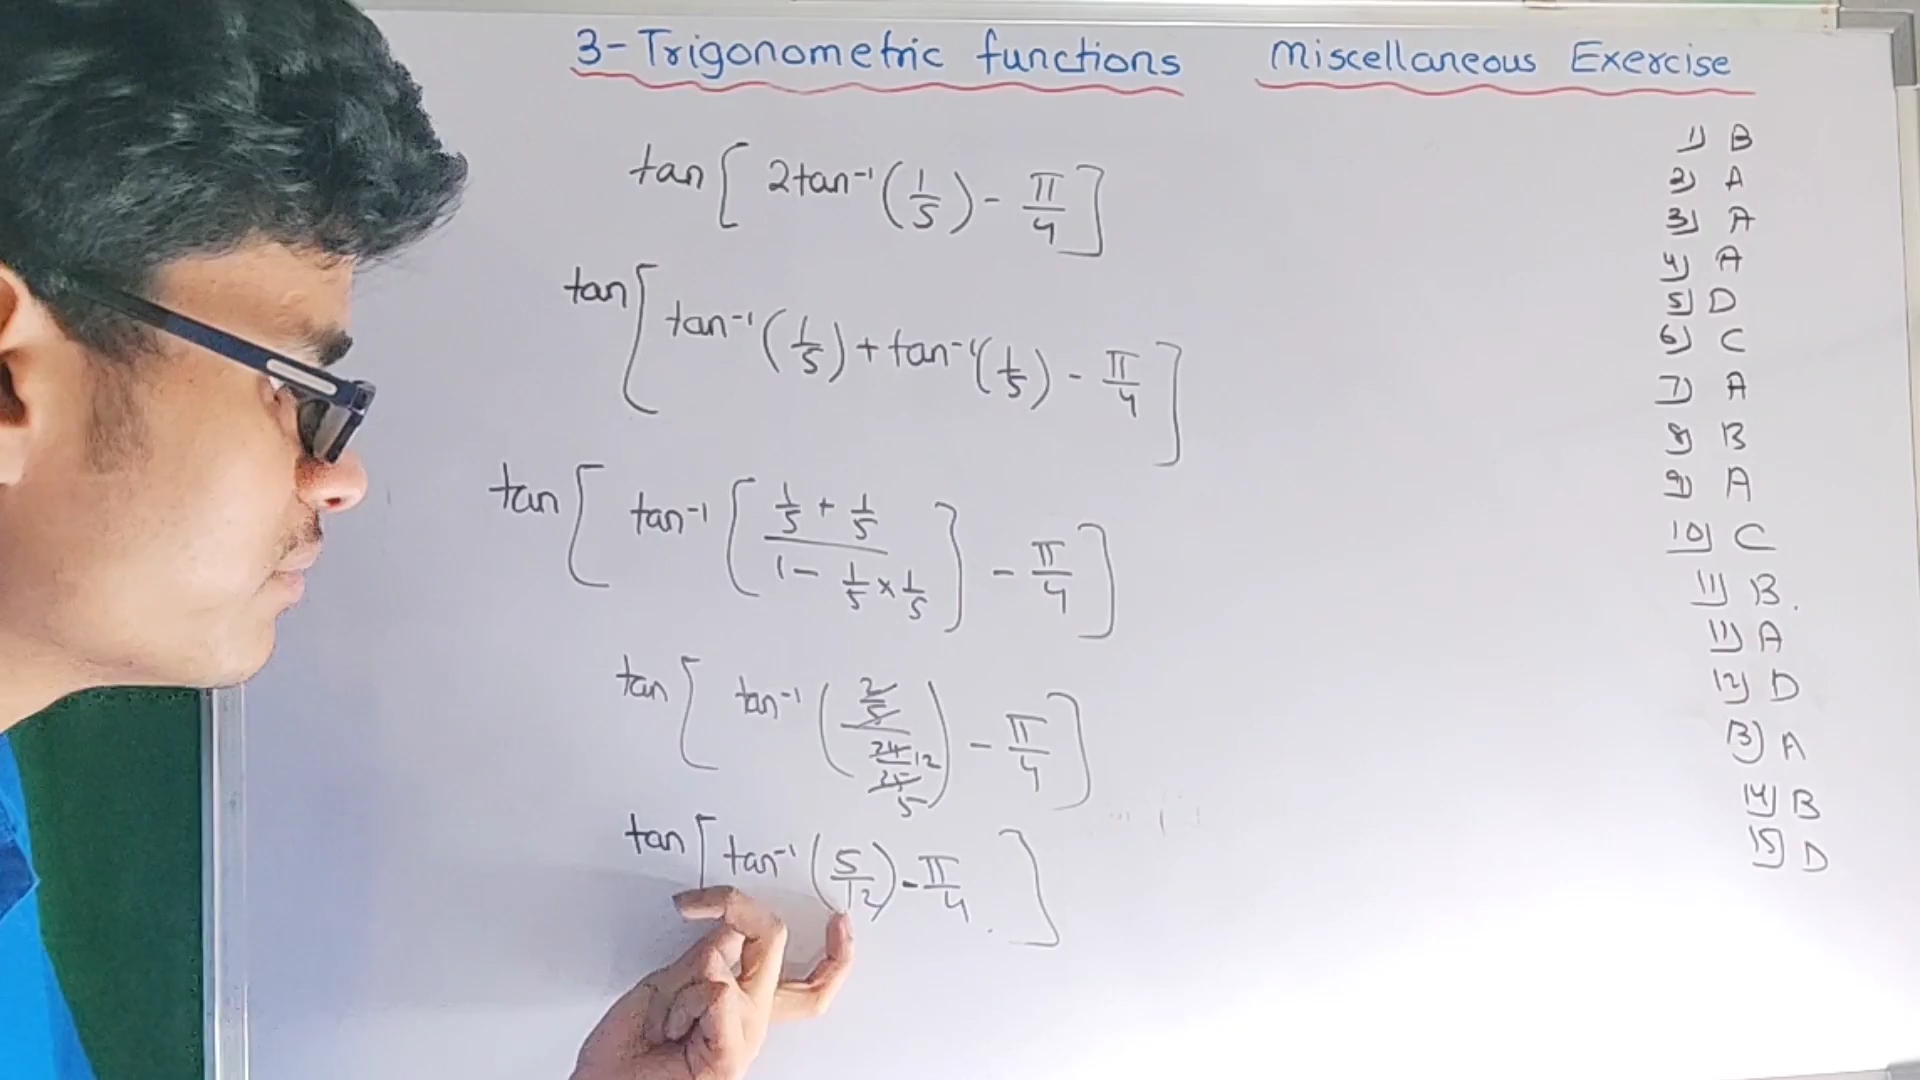 3-Trigonometric functions Miscellaneous Exercise
tan [ 2tan⁻¹ (1/5) - π/4 ]
tan [ tan⁻¹ (1/5) + tan⁻¹ (1/5) - π/4 ]
tan [ tan⁻¹ [ (1/5 + 1/5) / (1 - 1/5 × 1/5) ] - π/4 ]
tan [ tan⁻¹ ( (2/5) / (24/25) ) 12 5 - π/4 ]
tan [ tan⁻¹ (5/12) - π/4 ]
1) B
2) A
3) A
4) A
5) D
6) C
7) A
8) B
9) A
10) C
11) B.
11) A
12) D
13) A
14) B
15) D